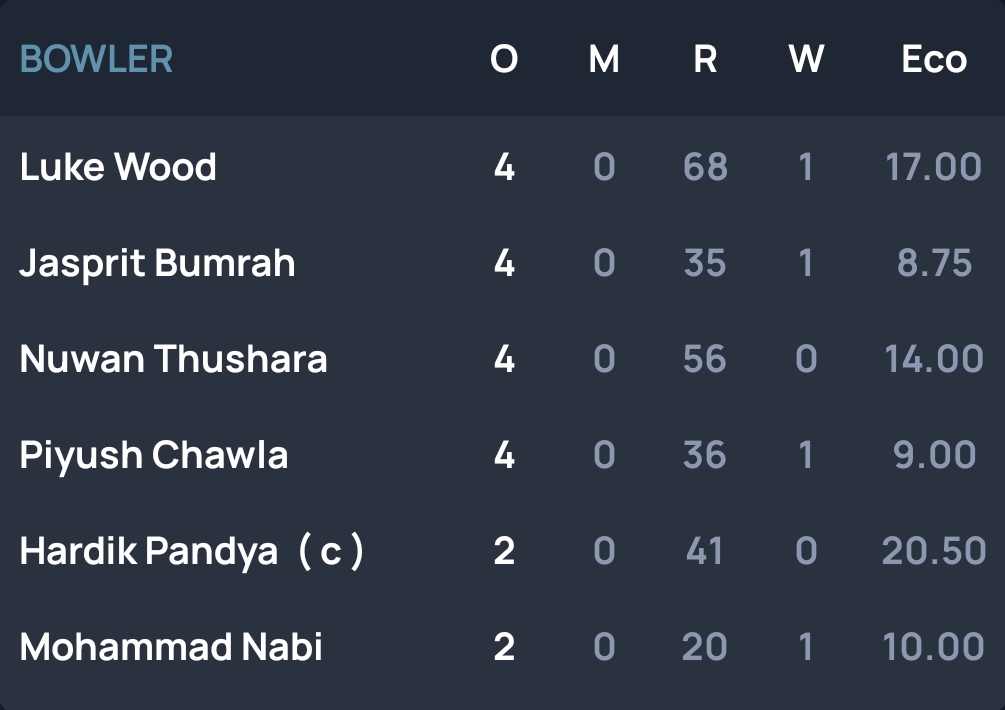 BOWLER O M R W Eco
Luke Wood 4 0 68 1 17.00
Jasprit Bumrah 4 0 35 1 8.75
Nuwan Thushara 4 0 56 0 14.00
Piyush Chawla 4 0 36 1 9.00
Hardik Pandya ( c ) 2 0 41 0 20.50
Mohammad Nabi 2 0 20 1 10.00